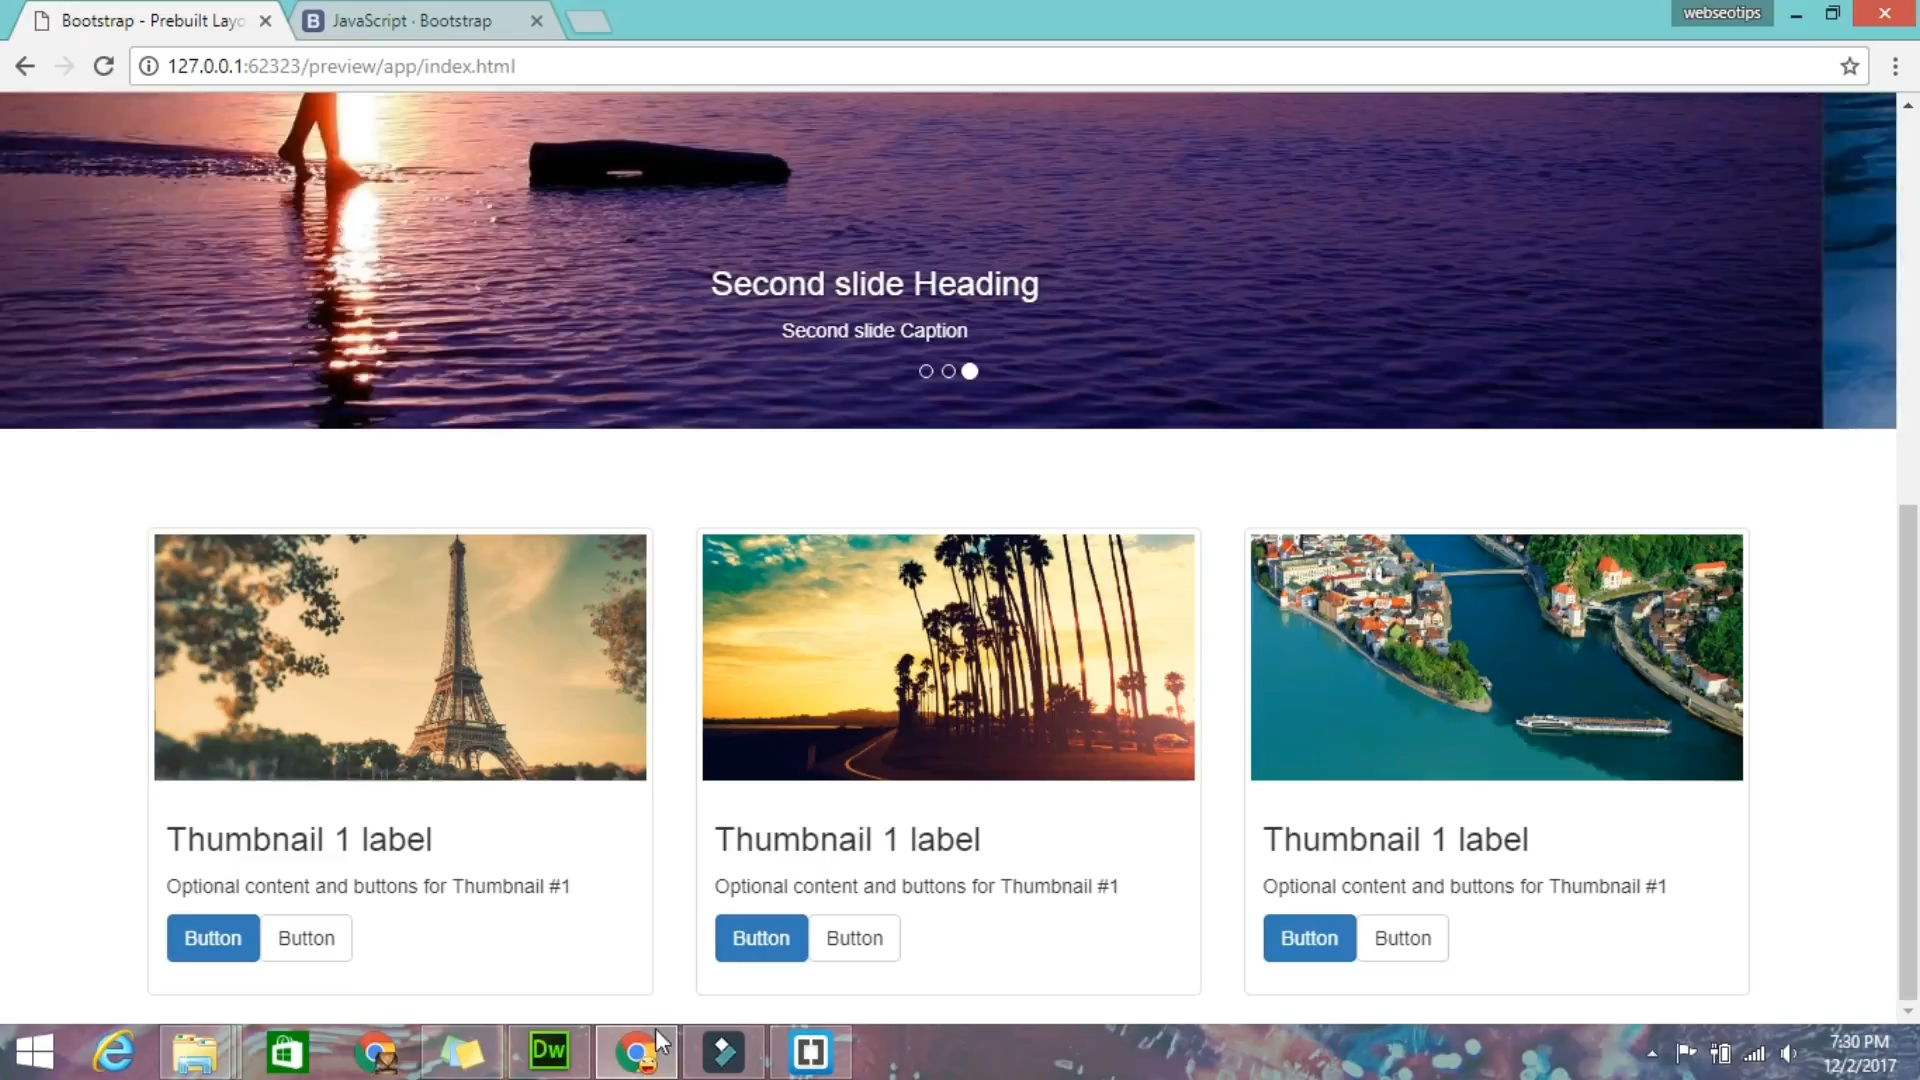 Bootstrap - Prebuilt Layo
JavaScript · Bootstrap
webseotips
127.0.0.1:62323/preview/app/index.html
Second slide Heading
Second slide Caption
Thumbnail 1 label
Optional content and buttons for Thumbnail #1
Button Button
Thumbnail 1 label
Optional content and buttons for Thumbnail #1
Button Button
Thumbnail 1 label
Optional content and buttons for Thumbnail #1
Button Button
Dw
7:30 PM
12/2/2017